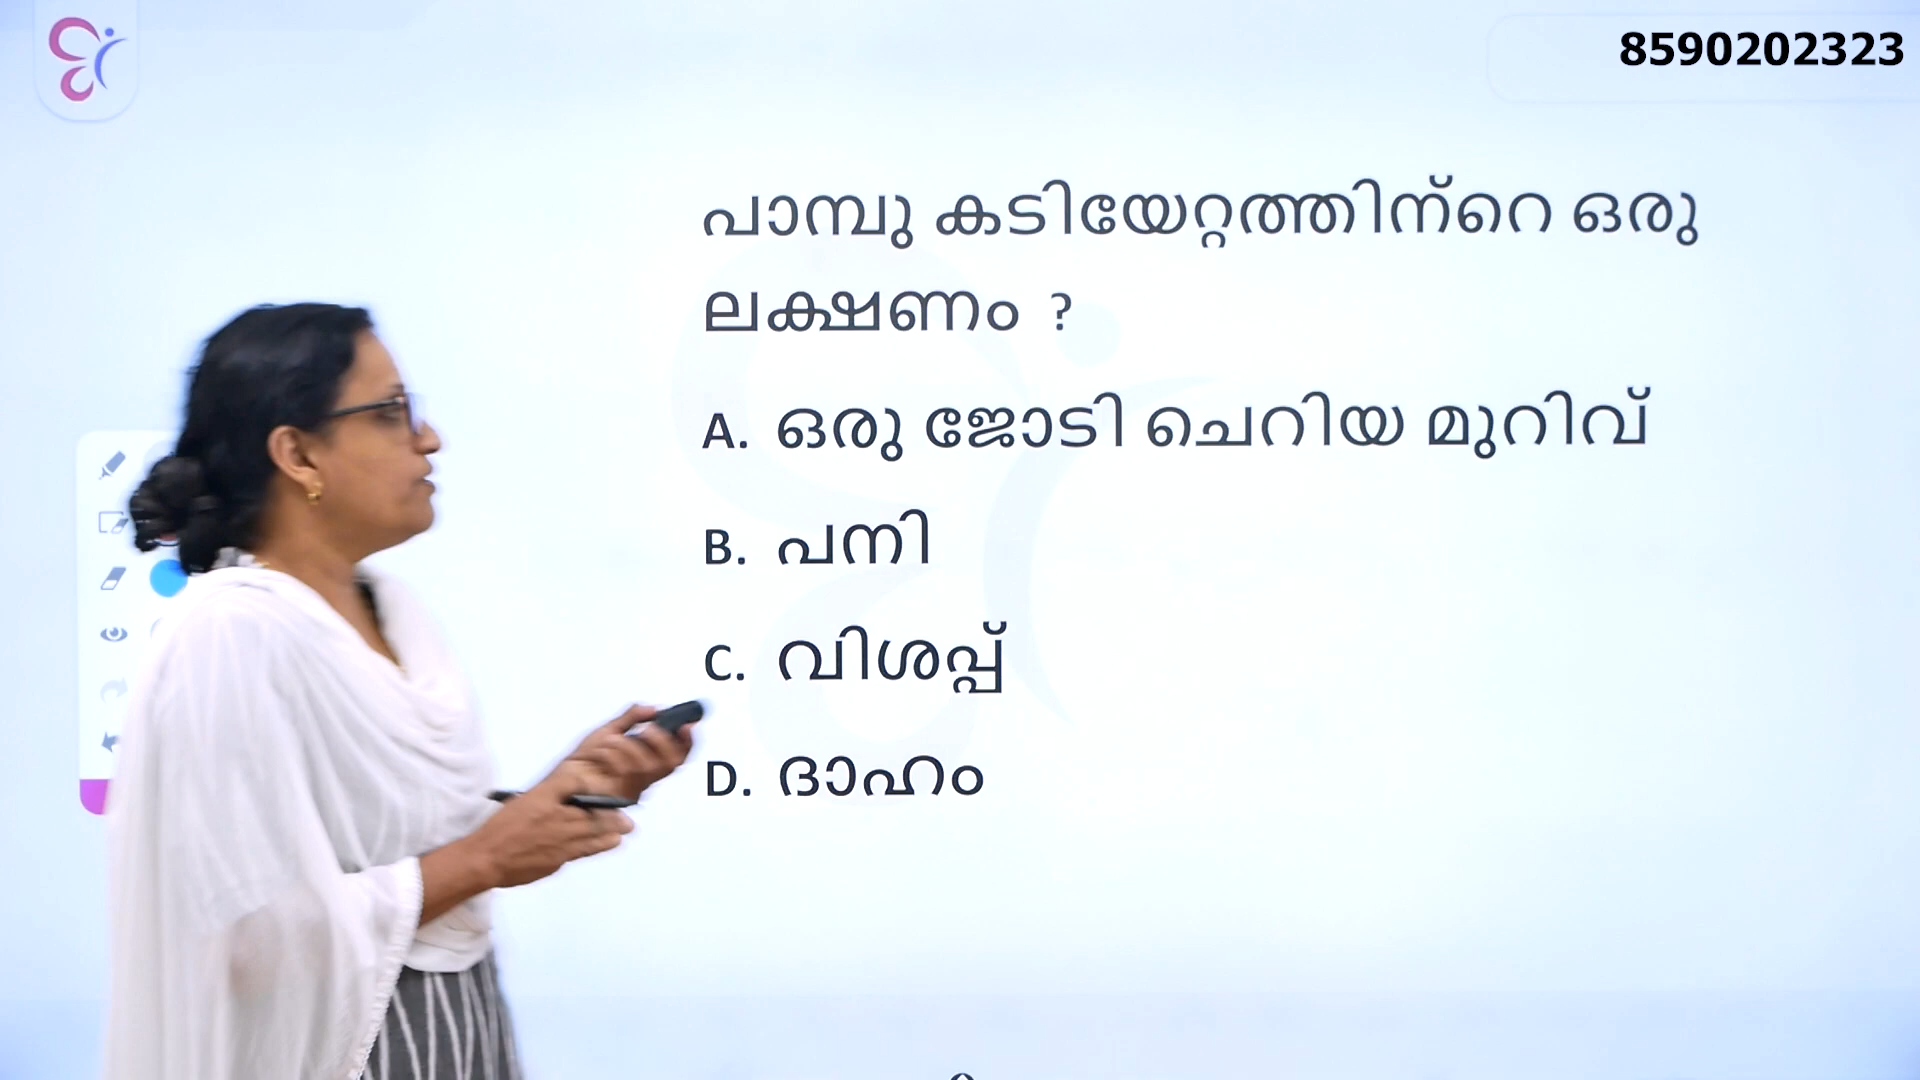 8590202323
പാമ്പു കടിയേറ്റത്തിന്റെ ഒരു
ലക്ഷണം ?
A. ഒരു ജോടി ചെറിയ മുറിവ്
B. പനി
C. വിശപ്പ്
D. ദാഹം